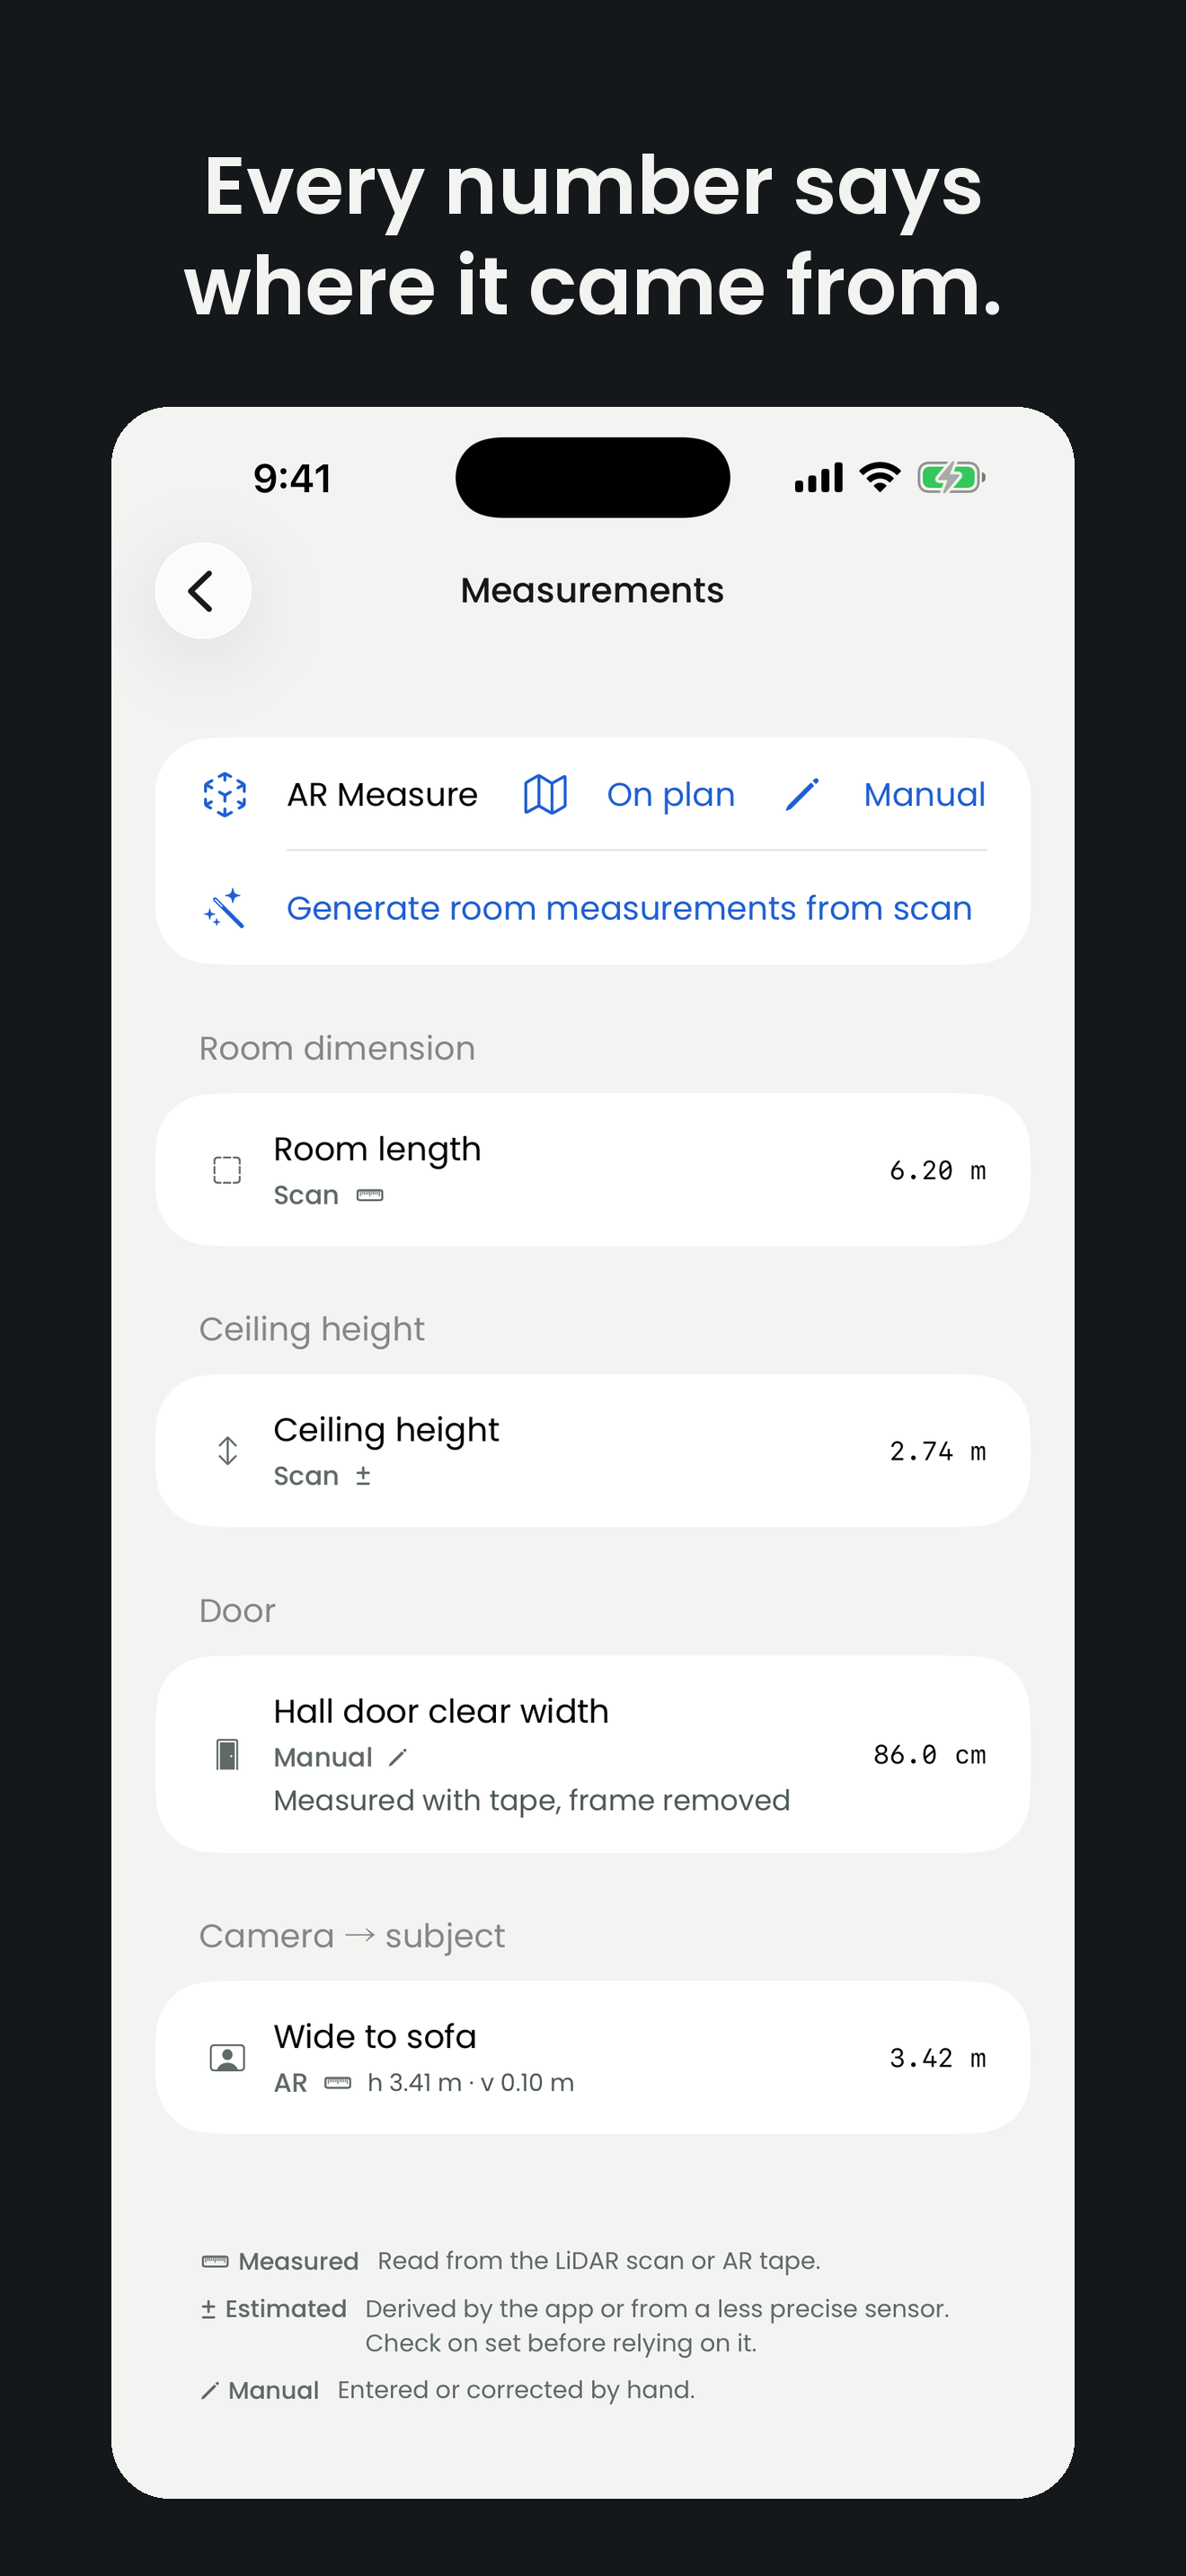 Every number says
where it came from.
9:41
Measurements
AR Measure On plan Manual
Generate room measurements from scan
Room dimension
Room length
Scan
6.20 m
Ceiling height
Ceiling height
Scan ±
2.74 m
Door
Hall door clear width
Manual
86.0 cm
Measured with tape, frame removed
Camera → subject
Wide to sofa
AR h 3.41 m · v 0.10 m
3.42 m
Measured Read from the LiDAR scan or AR tape.
± Estimated Derived by the app or from a less precise sensor.
Check on set before relying on it.
Manual Entered or corrected by hand.